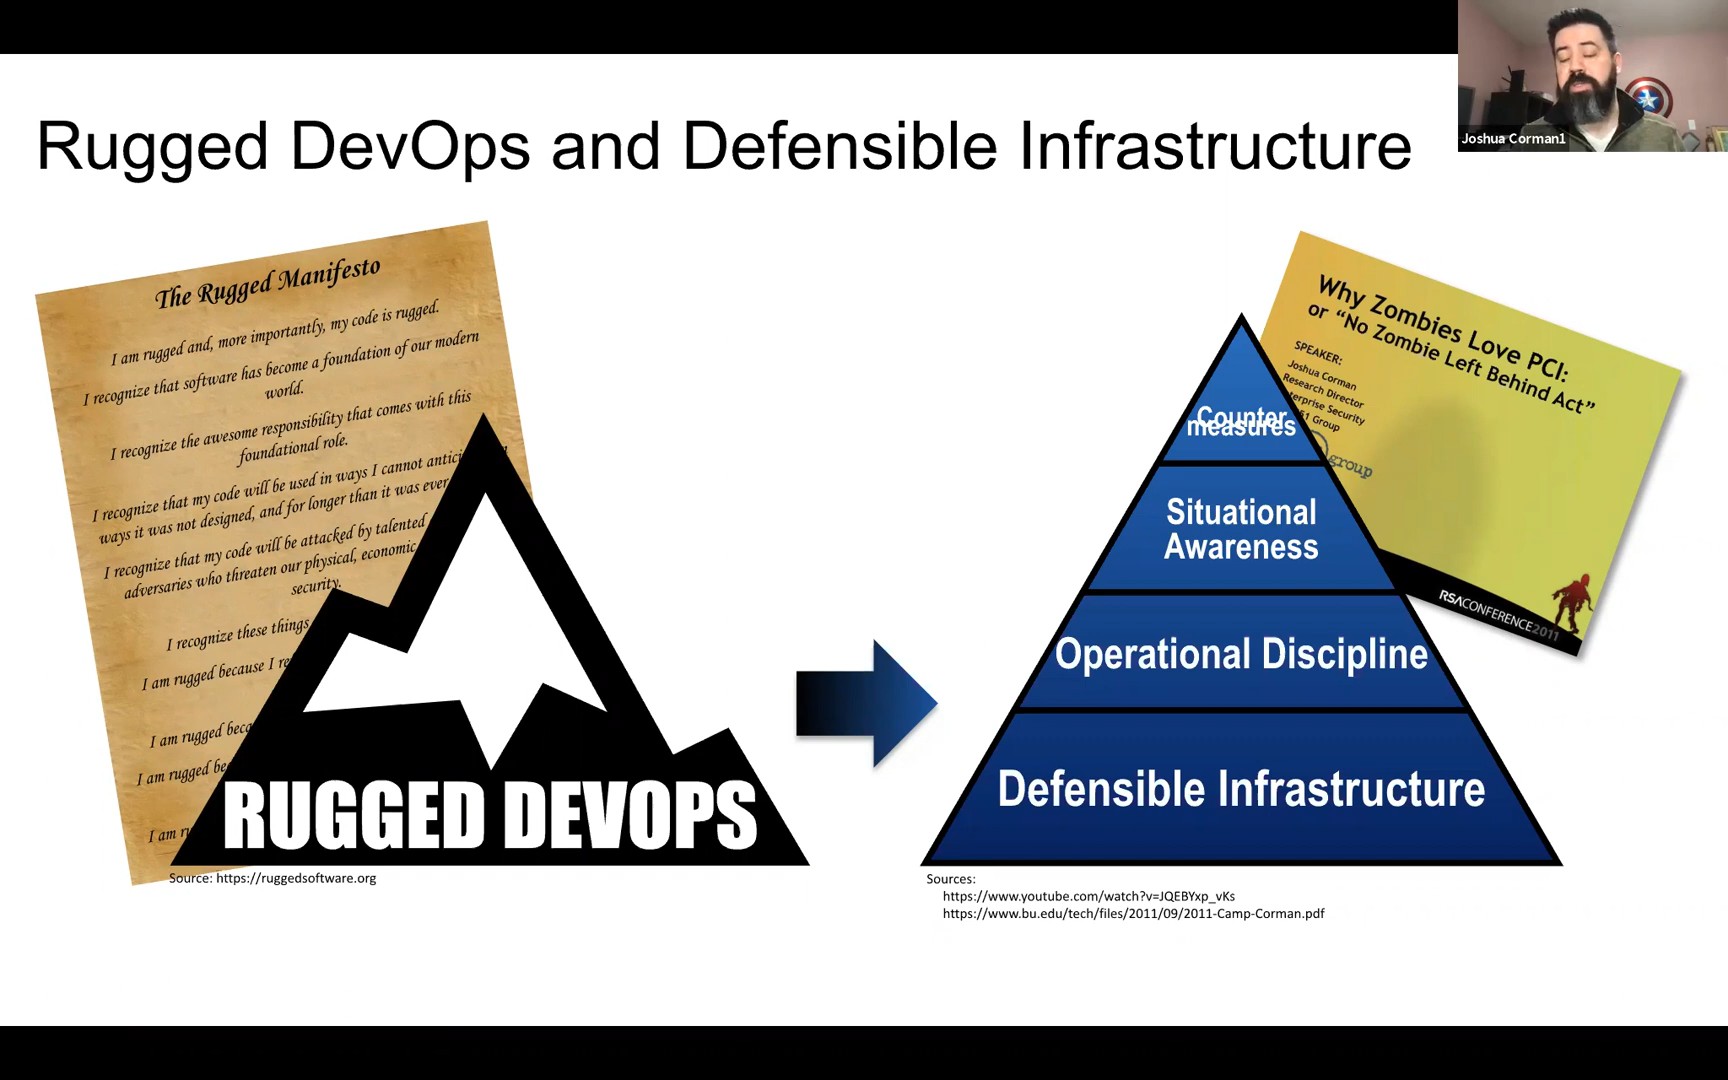 Joshua Corman1
Rugged DevOps and Defensible Infrastructure
The Rugged Manifesto
I am rugged and, more importantly, my code is rugged.
I recognize that software has become a foundation of our modern
world.
I recognize the awesome responsibility that comes with this
foundational role.
I recognize that my code will be used in ways I cannot
ways it was not designed, and for longer than it was ever
I recognize that my code will be attacked by talented
adversaries who threaten our physical, economic
security.
I recognize these things
I am rugged because I
I am rugged
I am rugged
I am
RUGGED DEVOPS
Source: https://ruggedsoftware.org
Why Zombies Love PCI:
or “No Zombie Left Behind Act”
SPEAKER:
Joshua Corman
Research Director
Security
Group
group
RSACONFERENCE2011
Counter
measures
Situational
Awareness
Operational Discipline
Defensible Infrastructure
Sources:
https://www.youtube.com/watch?v=JQEBYxp_vKs
https://www.bu.edu/tech/files/2011/09/2011-Camp-Corman.pdf